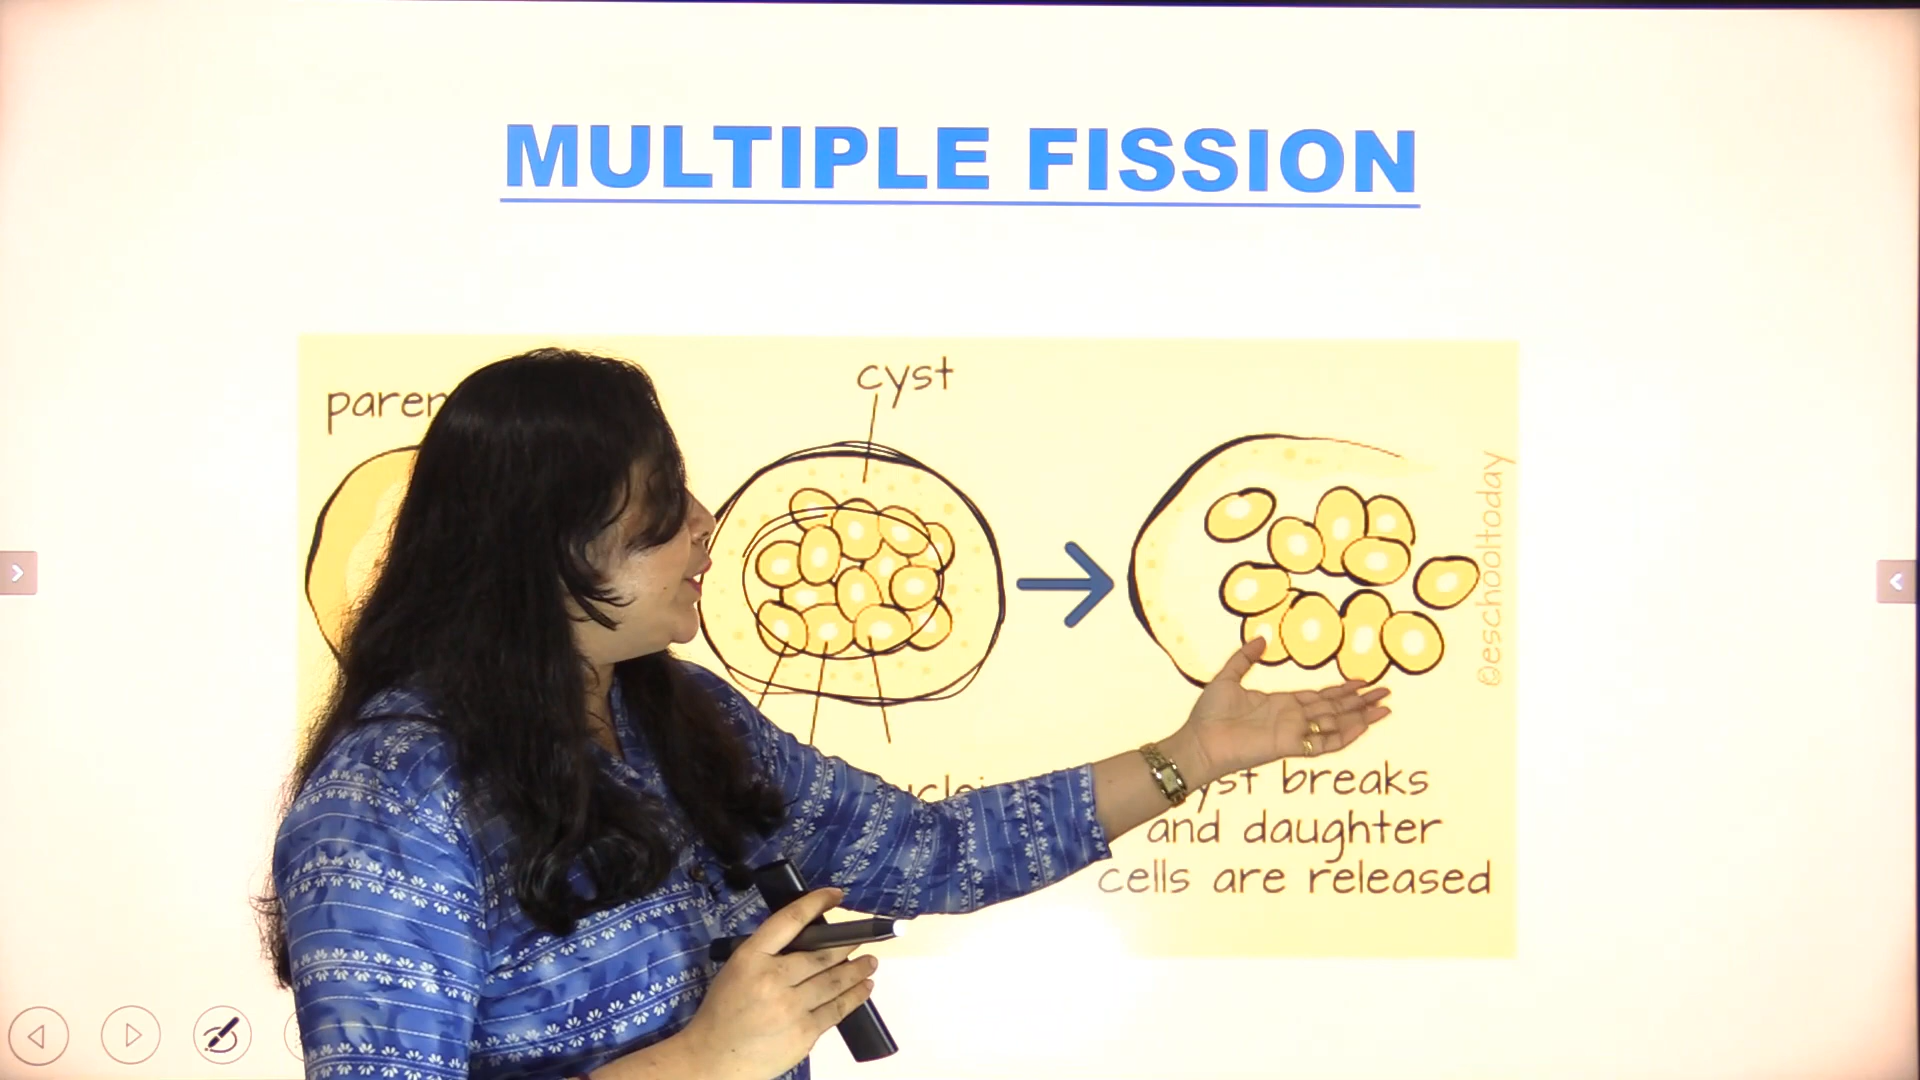 MULTIPLE FISSION
cyst
breaks
and daughter
cells are released
@eschooltoday